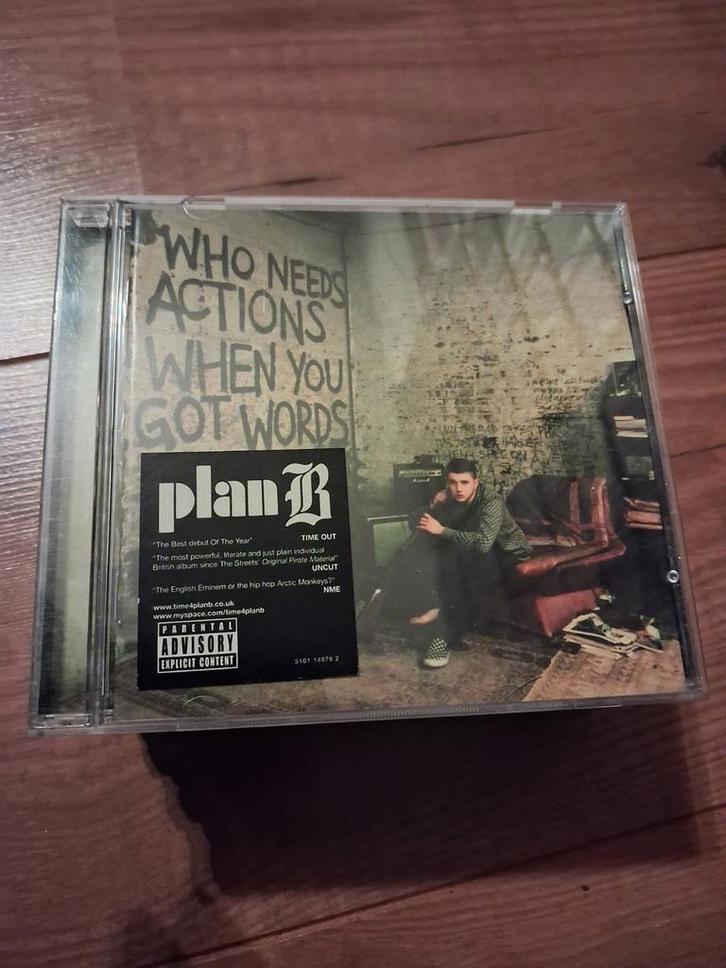 WHO NEEDS
ACTIONS
WHEN YOU
GOT WORDS
plan B
"The Best debut Of The Year"
TIME OUT
"The most powerful, literate and just plain individual
British album since The Streets' Original Pirate Material"
UNCUT
"The English Eminem or the hip hop Arctic Monkeys?"
NME
www.time4planb.co.uk
www.myspace.com/time4planb
PARENTAL
ADVISORY
EXPLICIT CONTENT
5101 14979 2